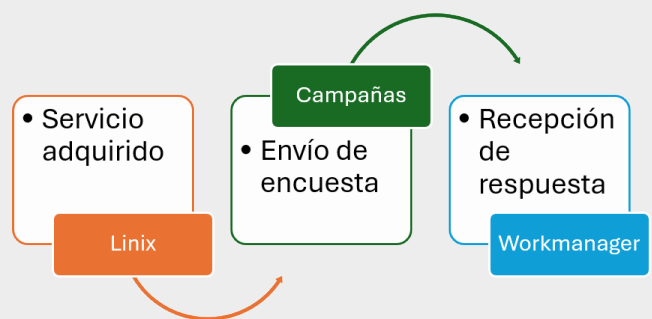 • Servicio
adquirido
Linix
Campañas
• Envío de
encuesta
• Recepción
de
respuesta
Workmanager